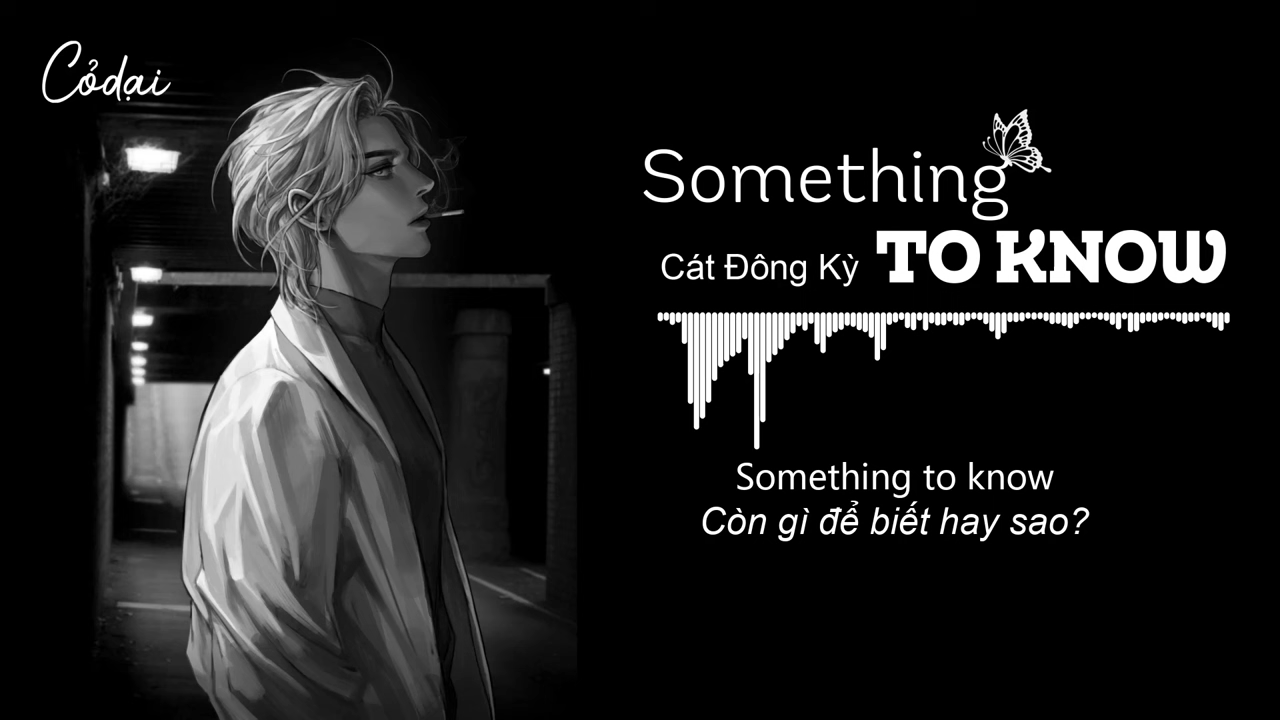 Cỏdại
Something
Cát Đông Kỳ TO KNOW
Something to know
Còn gì để biết hay sao?